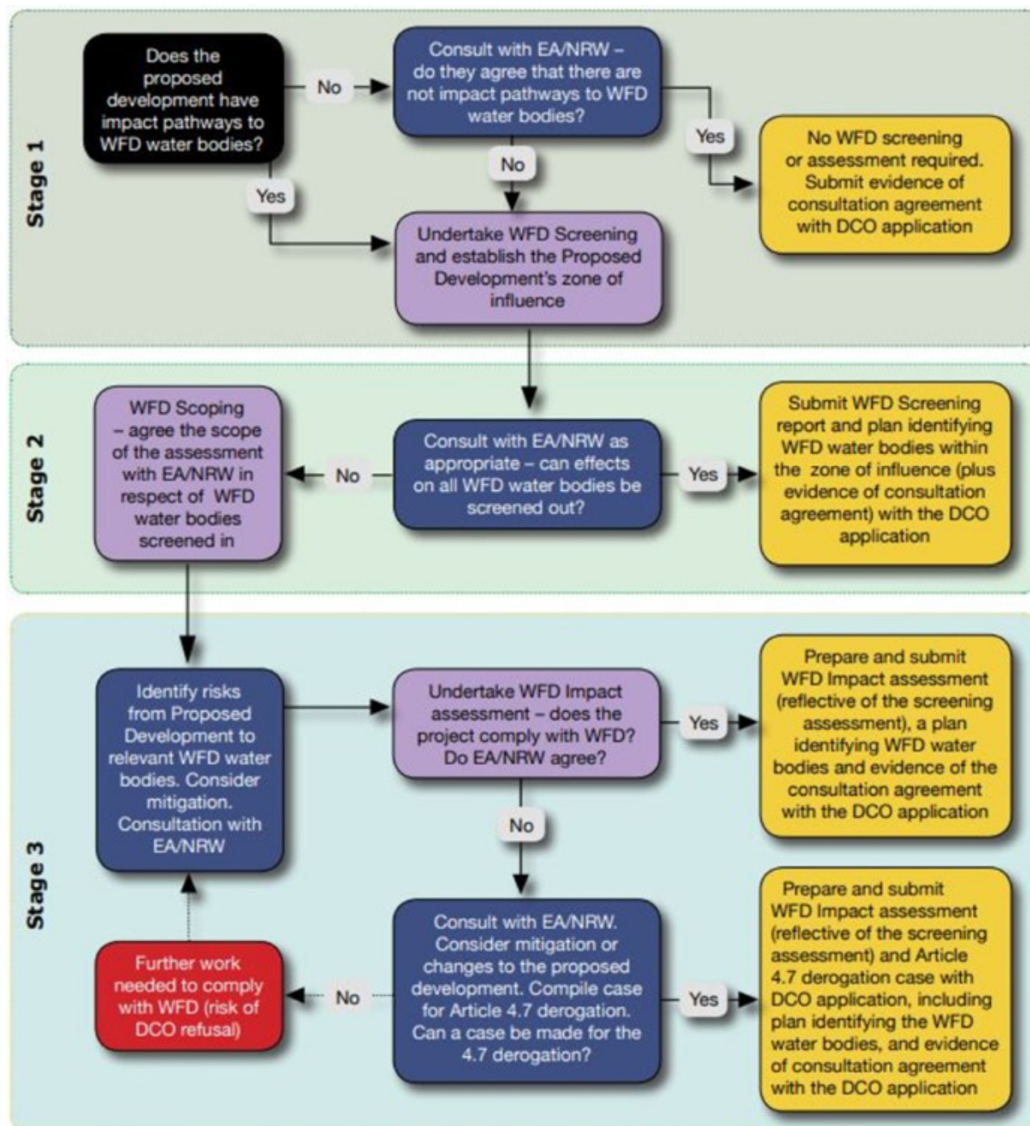 Stage 1
Does the
proposed
development have
impact pathways to
WFD water bodies?
No
Consult with EA/NRW –
do they agree that there are
not impact pathways to WFD
water bodies?
Yes
No WFD screening
or assessment required.
Submit evidence of
consultation agreement
with DCO application
Yes
No
Undertake WFD Screening
and establish the Proposed
Development's zone of
influence
Stage 2
WFD Scoping
– agree the scope
of the assessment
with EA/NRW in
respect of WFD
water bodies
screened in
No
Consult with EA/NRW as
appropriate – can effects
on all WFD water bodies be
screened out?
Yes
Submit WFD Screening
report and plan identifying
WFD water bodies within
the zone of influence (plus
evidence of consultation
agreement) with the DCO
application
Stage 3
Identify risks
from Proposed
Development to
relevant WFD water
bodies. Consider
mitigation.
Consultation with
EA/NRW
Undertake WFD Impact
assessment – does the
project comply with WFD?
Do EA/NRW agree?
Yes
Prepare and submit
WFD Impact assessment
(reflective of the screening
assessment), a plan
identifying WFD water
bodies and evidence of the
consultation agreement
with the DCO application
No
Further work
needed to comply
with WFD (risk of
DCO refusal)
No
Consult with EA/NRW.
Consider mitigation or
changes to the proposed
development. Compile case
for Article 4.7 derogation.
Can a case be made for the
4.7 derogation?
Yes
Prepare and submit
WFD Impact assessment
(reflective of the screening
assessment) and Article
4.7 derogation case with
DCO application, including
plan identifying the WFD
water bodies, and evidence
of consultation agreement
with the DCO application